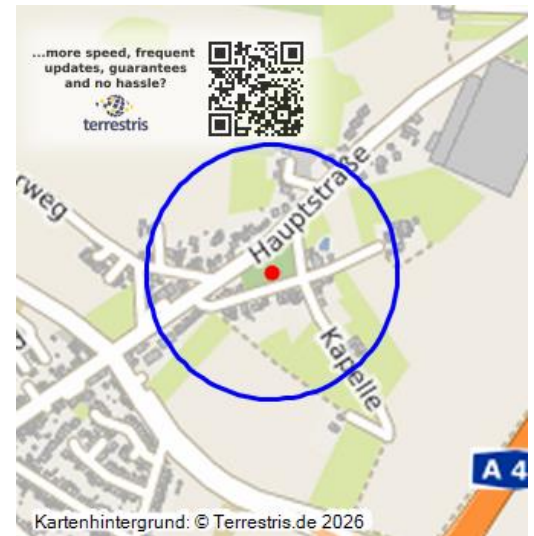 ...more speed, frequent
updates, guarantees
and no hassle?
terrestris
rweg
Hauptstraße
Kapelle
A 4
Kartenhintergrund: © Terrestris.de 2026